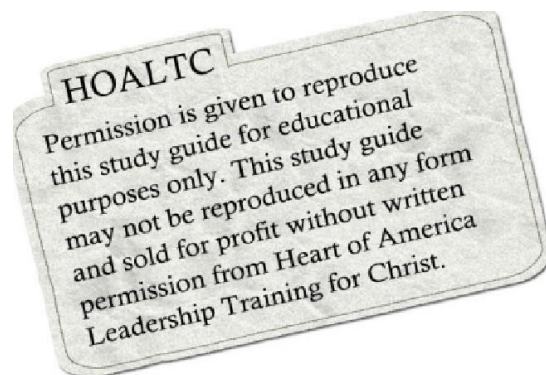 HOALTC
Permission is given to reproduce
this study guide for educational
purposes only. This study guide
may not be reproduced in any form
and sold for profit without written
permission from Heart of America
Leadership Training for Christ.